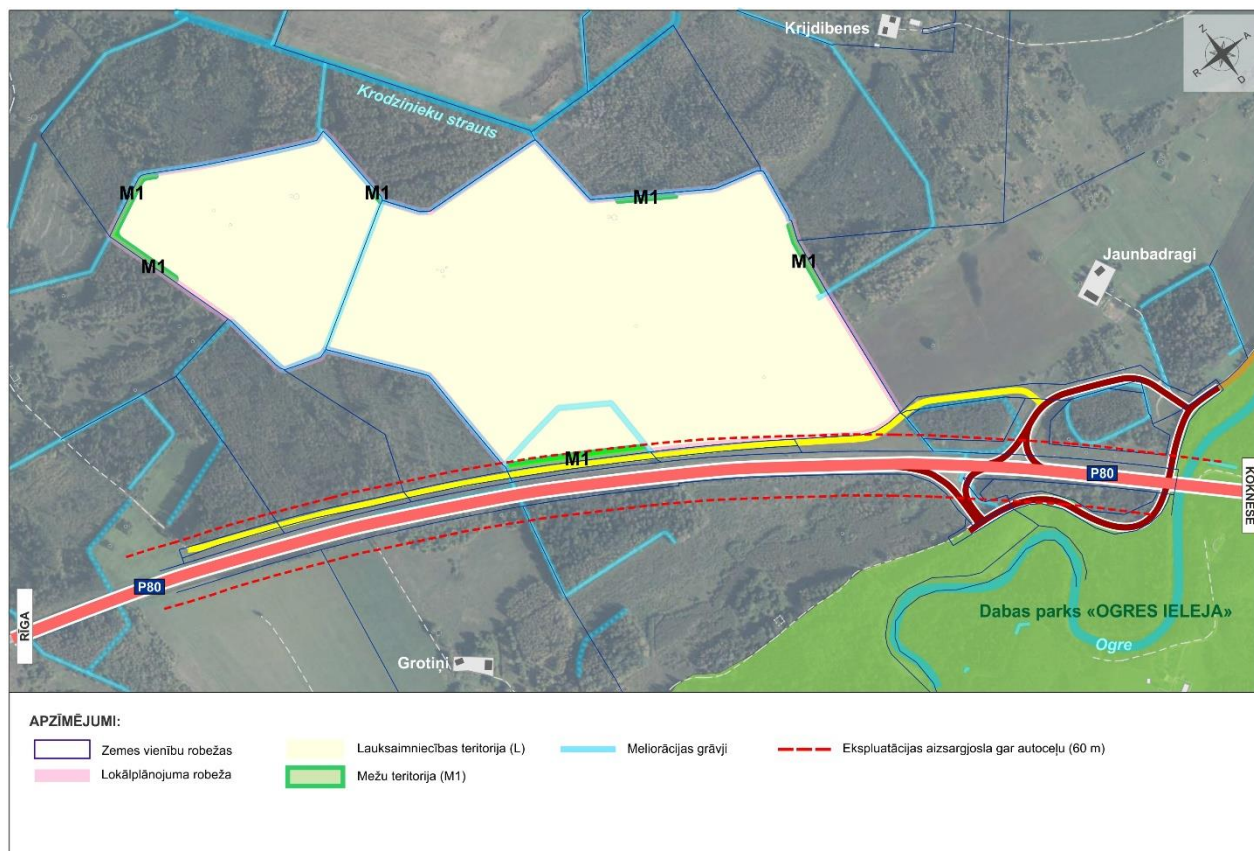 Krijdibenes
Z
A
R
D
Krodzinieku strauts
M1
M1
M1
M1
M1
Jaunbadragi
M1
P80
KOKNESE
P80
RĪGA
Dabas parks «OGRES IELEJA»
Ogre
Grotiņi
APZĪMĒJUMI:
Zemes vienību robežas
Lauksaimniecības teritorija (L)
Meliorācijas grāvji
Ekspluatācijas aizsargjosla gar autoceļu (60 m)
Lokālplānojuma robeža
Mežu teritorija (M1)